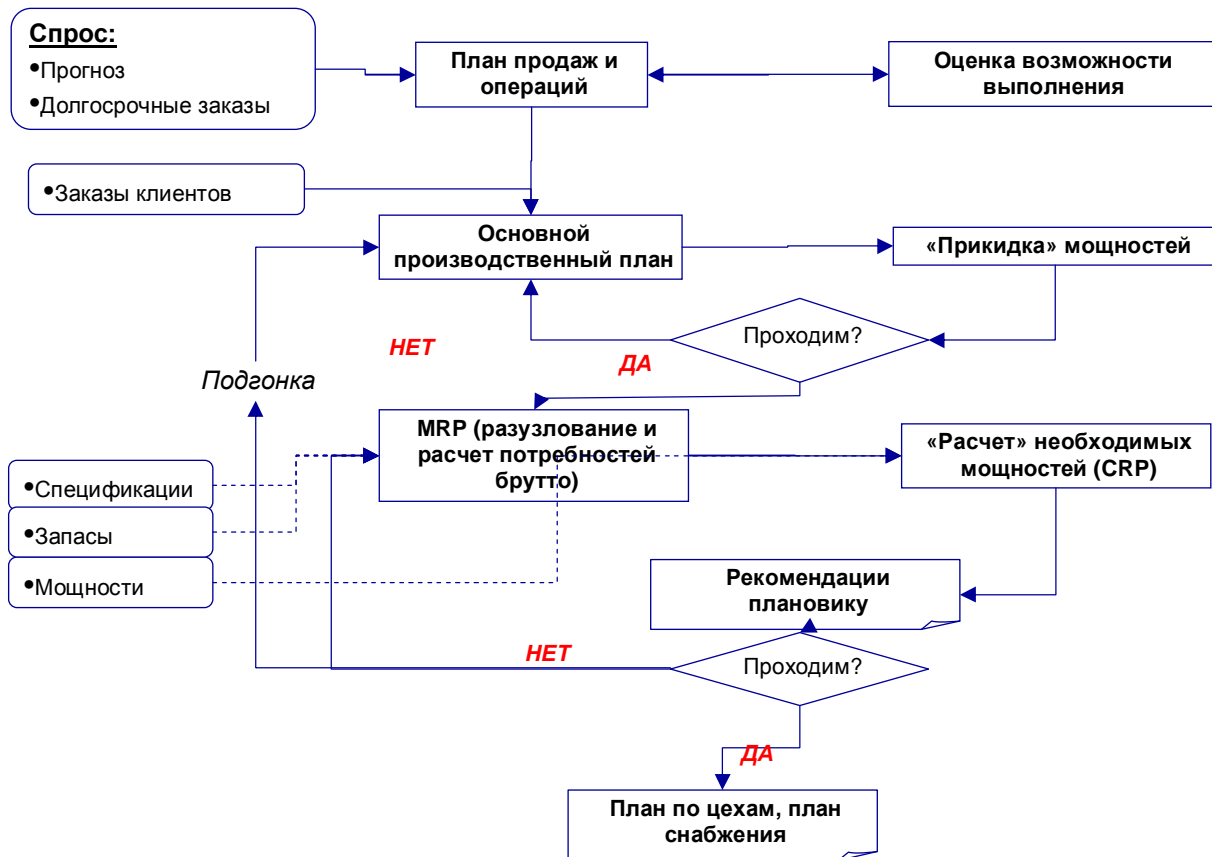 Спрос:
•Прогноз
•Долгосрочные заказы
План продаж и
операций
Оценка возможности
выполнения
•Заказы клиентов
Основной
производственный план
«Прикидка» мощностей
Проходим?
НЕТ
ДА
Подгонка
MRP (разузлование и
расчет потребностей
брутто)
«Расчет» необходимых
мощностей (CRP)
•Спецификации
•Запасы
•Мощности
Рекомендации
плановику
НЕТ
Проходим?
ДА
План по цехам, план
снабжения